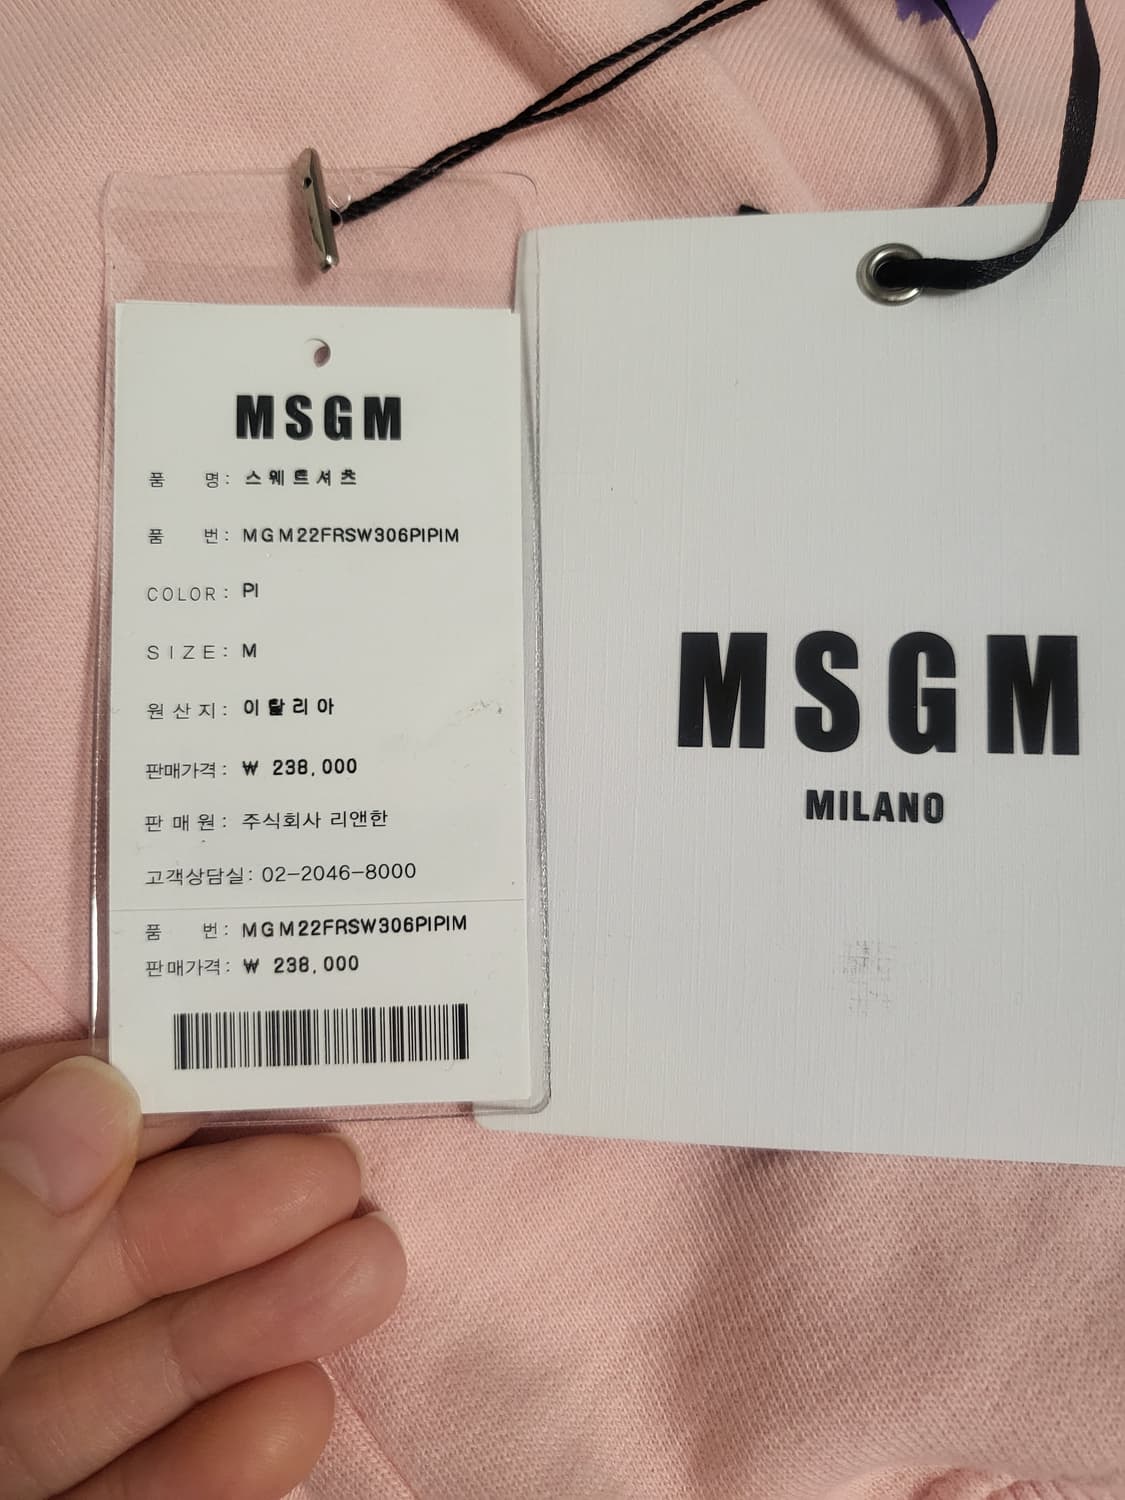 MSGM
품 명: 스웨트셔츠
품 번: MGM22FRSW306PIPIM
COLOR: PI
SIZE: M
원산지: 이탈리아
판매가격: ₩ 238,000
판매원: 주식회사 리앤한
고객상담실: 02-2046-8000
품 번: MGM22FRSW306PIPIM
판매가격: ₩ 238,000
MSGM
MILANO